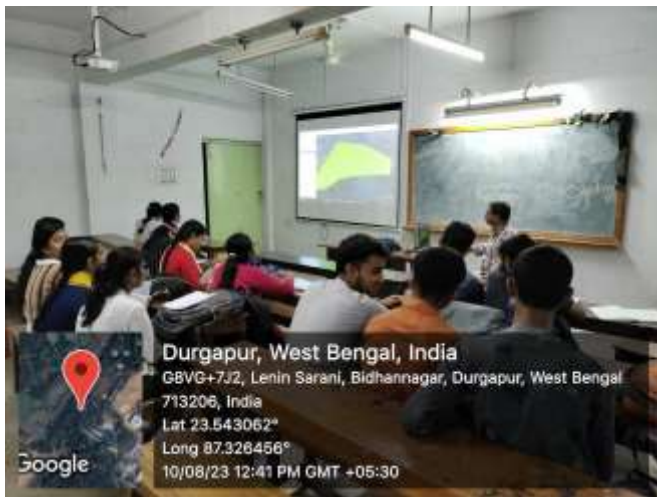 Durgapur, West Bengal, India
G8VG+7J2, Lenin Sarani, Bidhannagar, Durgapur, West Bengal
713206, India
Lat 23.543062°
Long 87.326456°
10/08/23 12:41 PM GMT +05:30
Google